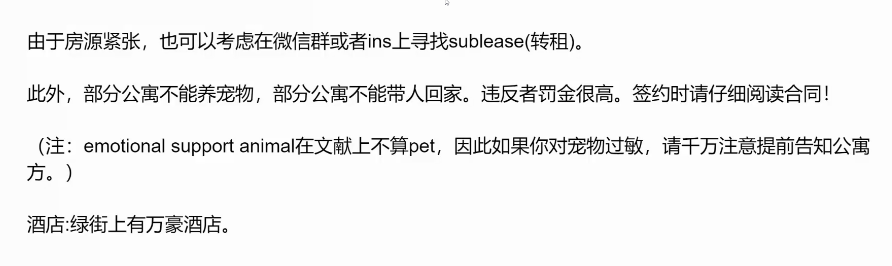 由于房源紧张，也可以考虑在微信群或者ins上寻找sublease(转租)。
此外，部分公寓不能养宠物，部分公寓不能带人回家。违反者罚金很高。签约时请仔细阅读合同！
（注：emotional support animal在文献上不算pet，因此如果你对宠物过敏，请千万注意提前告知公寓
方。）
酒店:绿街上有万豪酒店。